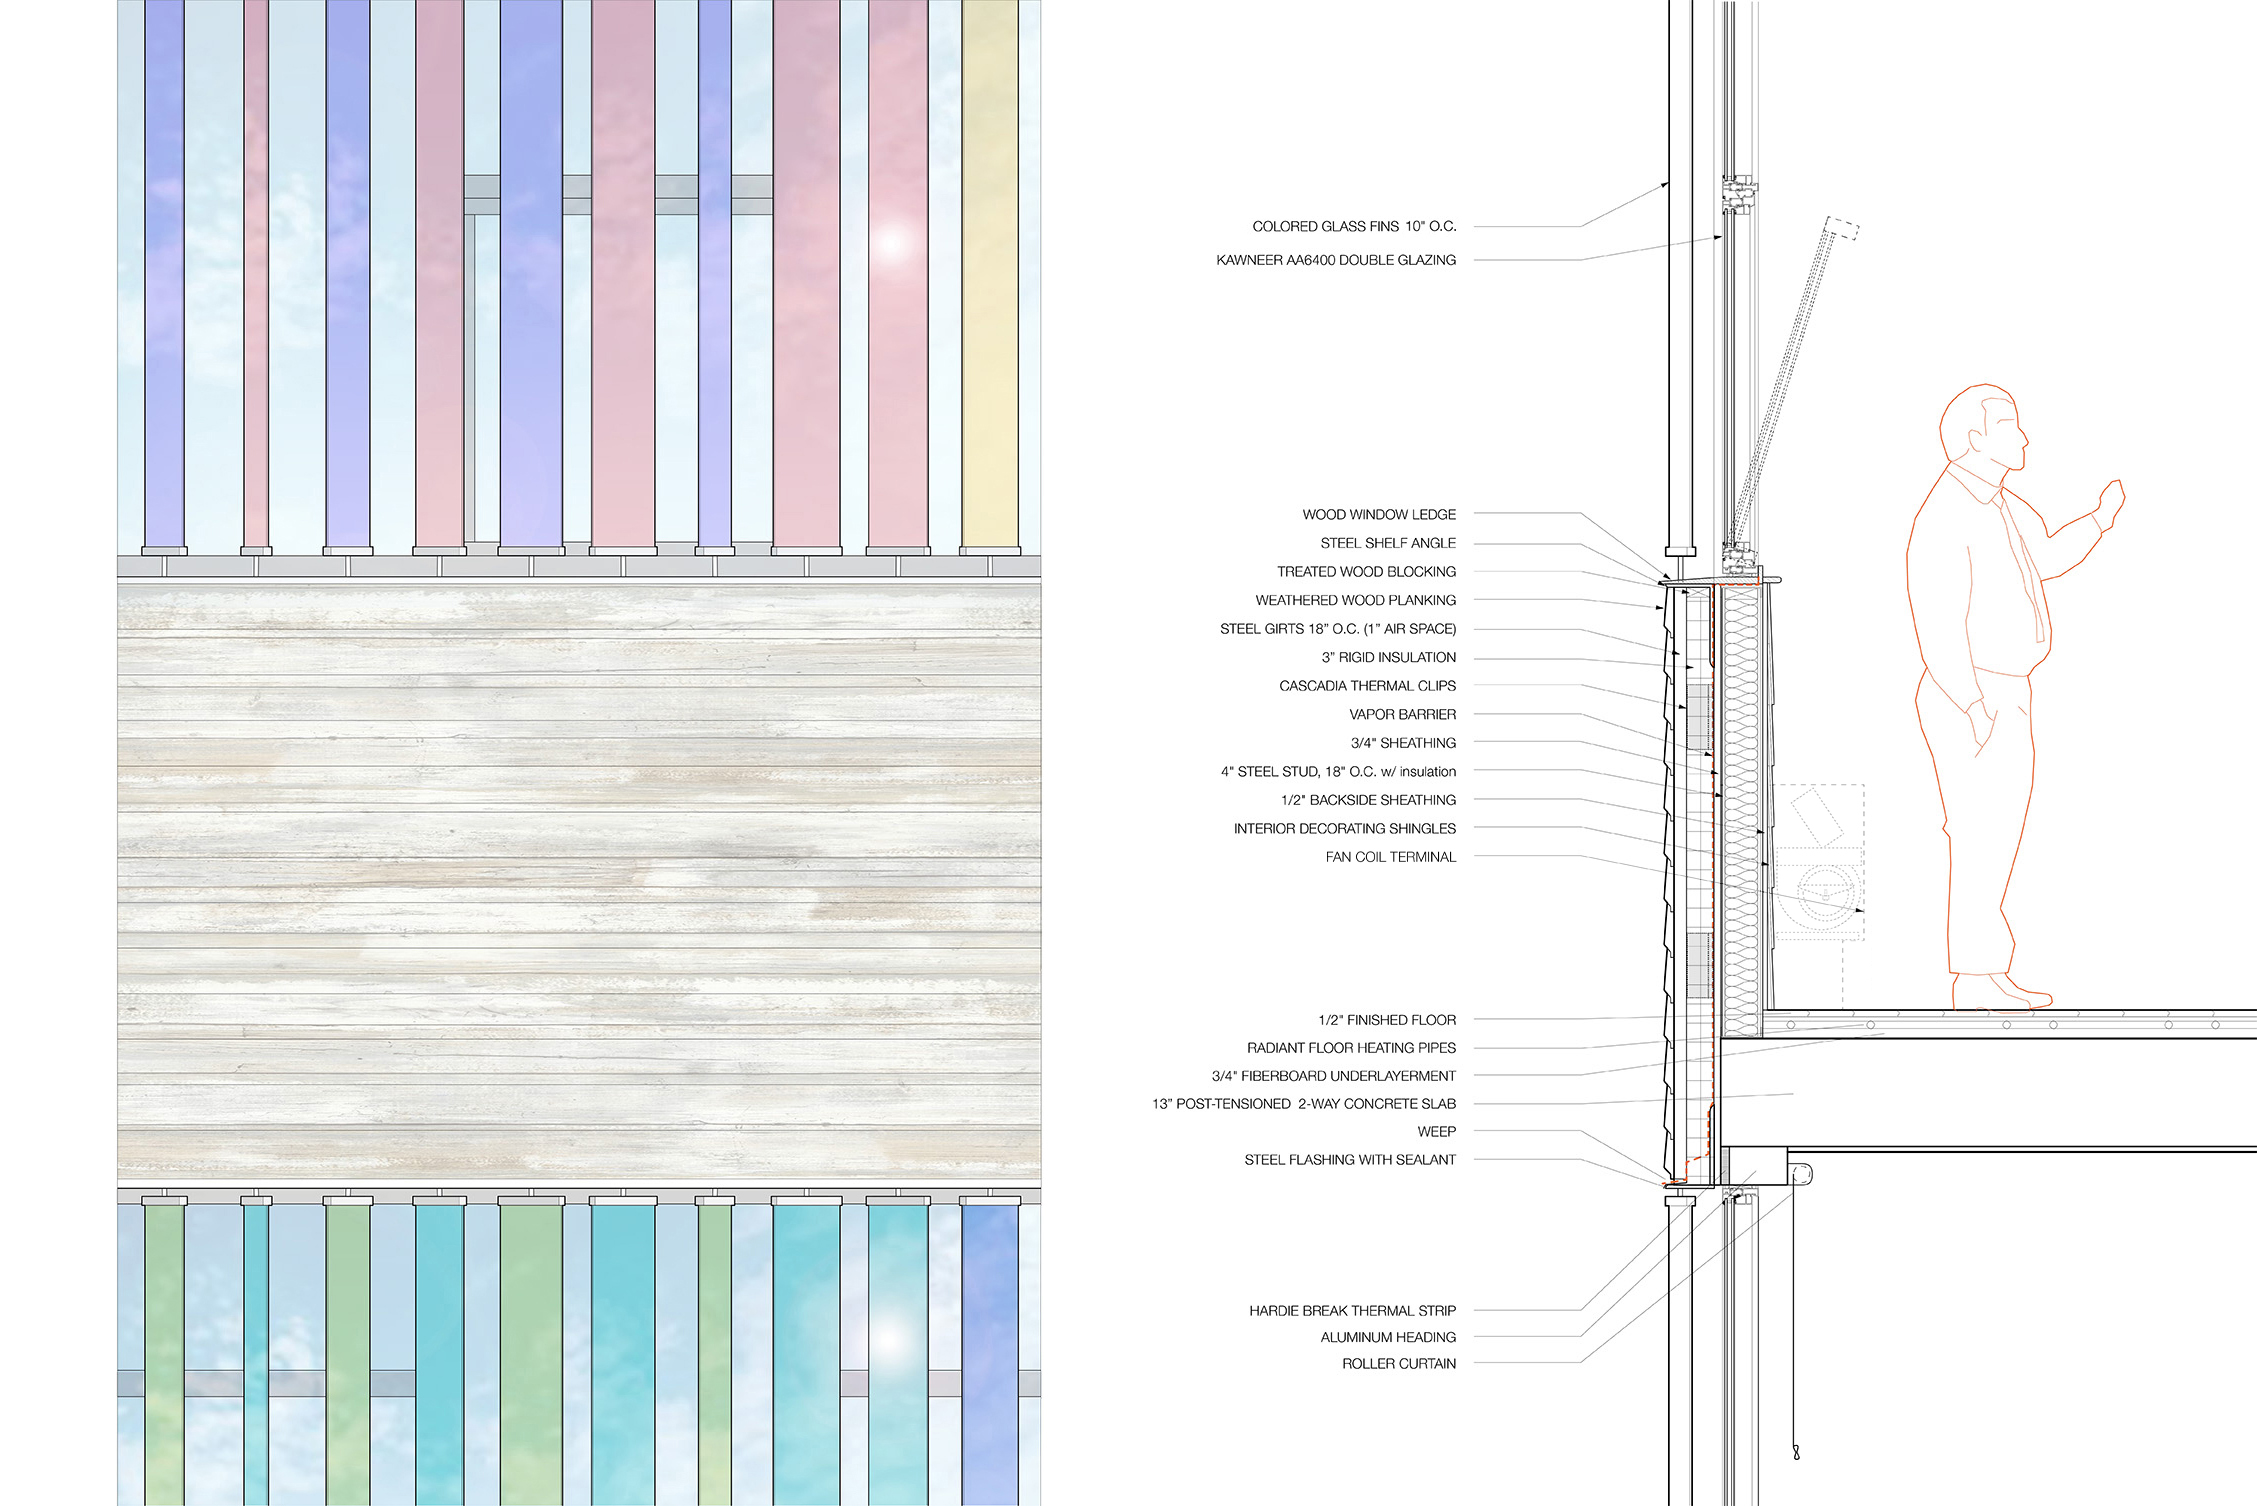 COLORED GLASS FINS 10" O.C.
KAWNEER AA6400 DOUBLE GLAZING
WOOD WINDOW LEDGE
STEEL SHELF ANGLE
TREATED WOOD BLOCKING
WEATHERED WOOD PLANKING
STEEL GIRTS 18” O.C. (1” AIR SPACE)
3” RIGID INSULATION
CASCADIA THERMAL CLIPS
VAPOR BARRIER
3/4" SHEATHING
4" STEEL STUD, 18" O.C. w/ insulation
1/2" BACKSIDE SHEATHING
INTERIOR DECORATING SHINGLES
FAN COIL TERMINAL
1/2" FINISHED FLOOR
RADIANT FLOOR HEATING PIPES
3/4" FIBERBOARD UNDERLAYERMENT
13” POST-TENSIONED 2-WAY CONCRETE SLAB
WEEP
STEEL FLASHING WITH SEALANT
HARDIE BREAK THERMAL STRIP
ALUMINUM HEADING
ROLLER CURTAIN